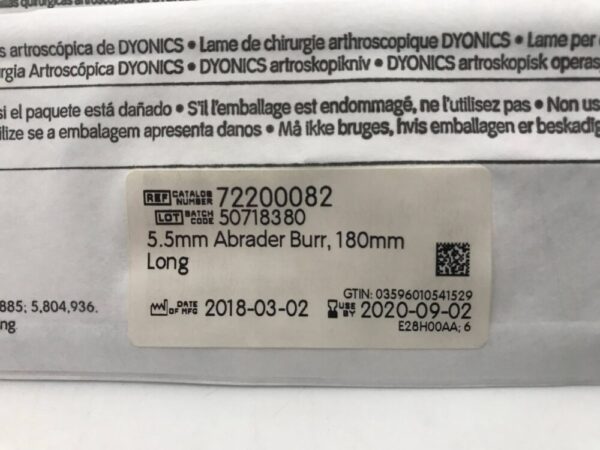 artroscópica de DYONICS • Lame de chirurgie arthroscopique DYONICS • Lame per
Artroscópica DYONICS • DYONICS artroskopikniv • DYONICS artroskopisk operas
si el paquete está dañado • S'il l'emballage est endommagé, ne l'utilisez pas • Non us
ilize se a embalagem apresenta danos • Må ikke bruges, hvis emballagen er beskadig
REF CATALOG NUMBER 72200082
LOT BATCH CODE 50718380
5.5mm Abrader Burr, 180mm
Long
GTIN: 03596010541529
DATE OF MFG 2018-03-02 USE BY 2020-09-02
E28H00AA; 6
885; 5,804,936.
ng